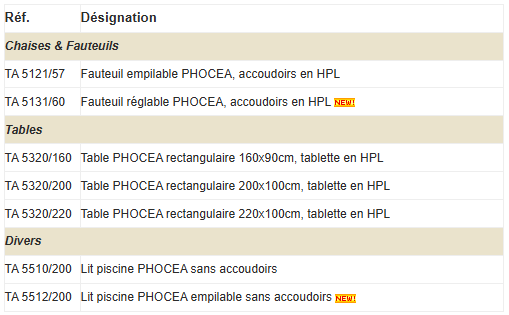 Réf. Désignation
Chaises & Fauteuils
TA 5121/57 Fauteuil empilable PHOCEA, accoudoirs en HPL
TA 5131/60 Fauteuil réglable PHOCEA, accoudoirs en HPL NEW!
Tables
TA 5320/160 Table PHOCEA rectangulaire 160x90cm, tablette en HPL
TA 5320/200 Table PHOCEA rectangulaire 200x100cm, tablette en HPL
TA 5320/220 Table PHOCEA rectangulaire 220x100cm, tablette en HPL
Divers
TA 5510/200 Lit piscine PHOCEA sans accoudoirs
TA 5512/200 Lit piscine PHOCEA empilable sans accoudoirs NEW!